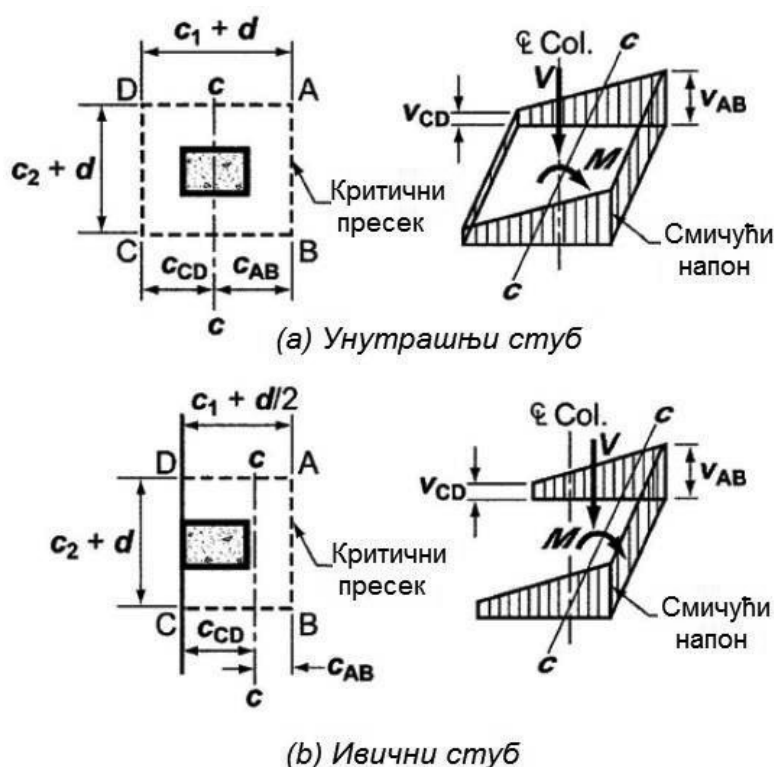 c₁ + d
D c A
c₂ + d
Критични
пресек
C B
c_CD c_AB
c
℄ Col. c
V
v_CD
v_AB
M
Смичући
напон
c
(a) Унутрашњи стуб
c₁ + d/2
D c A
c₂ + d
Критични
пресек
C B
c_CD
c_AB
c
℄ Col. c
V
v_CD
v_AB
M
Смичући
напон
c
(b) Ивични стуб